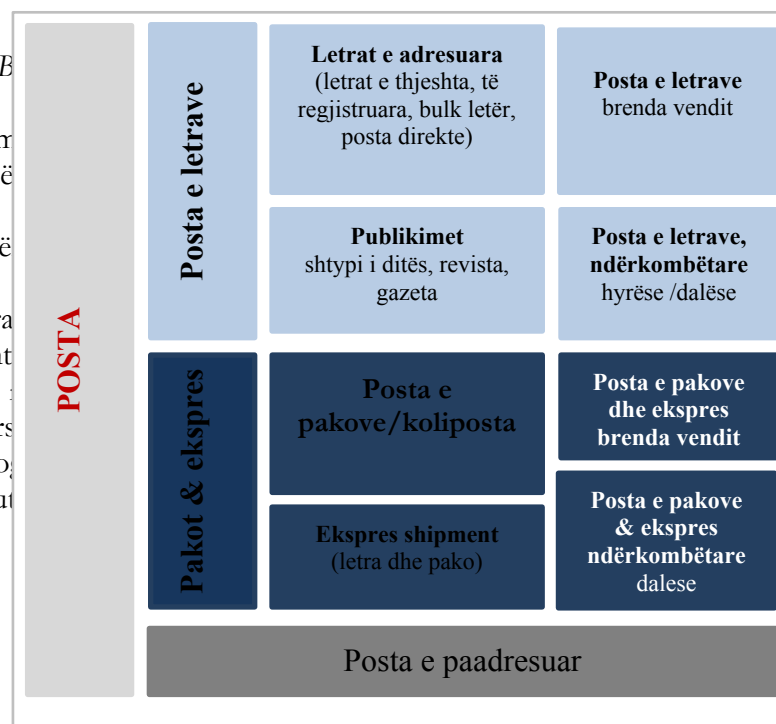 POSTA
Posta e letrave
Letrat e adresuara
(letrat e thjeshta, të
regjistruara, bulk letër,
posta direkte)
Posta e letrave
brenda vendit
Publikimet
shtypi i ditës, revista,
gazeta
Posta e letrave,
ndërkombëtare
hyrëse /dalëse
Pakot & ekspres
Posta e
pakove/koliposta
Posta e pakove
dhe ekspres
brenda vendit
Ekspres shipment
(letra dhe pako)
Posta e pakove
& ekspres
ndërkombëtare
dalese
Posta e paadresuar